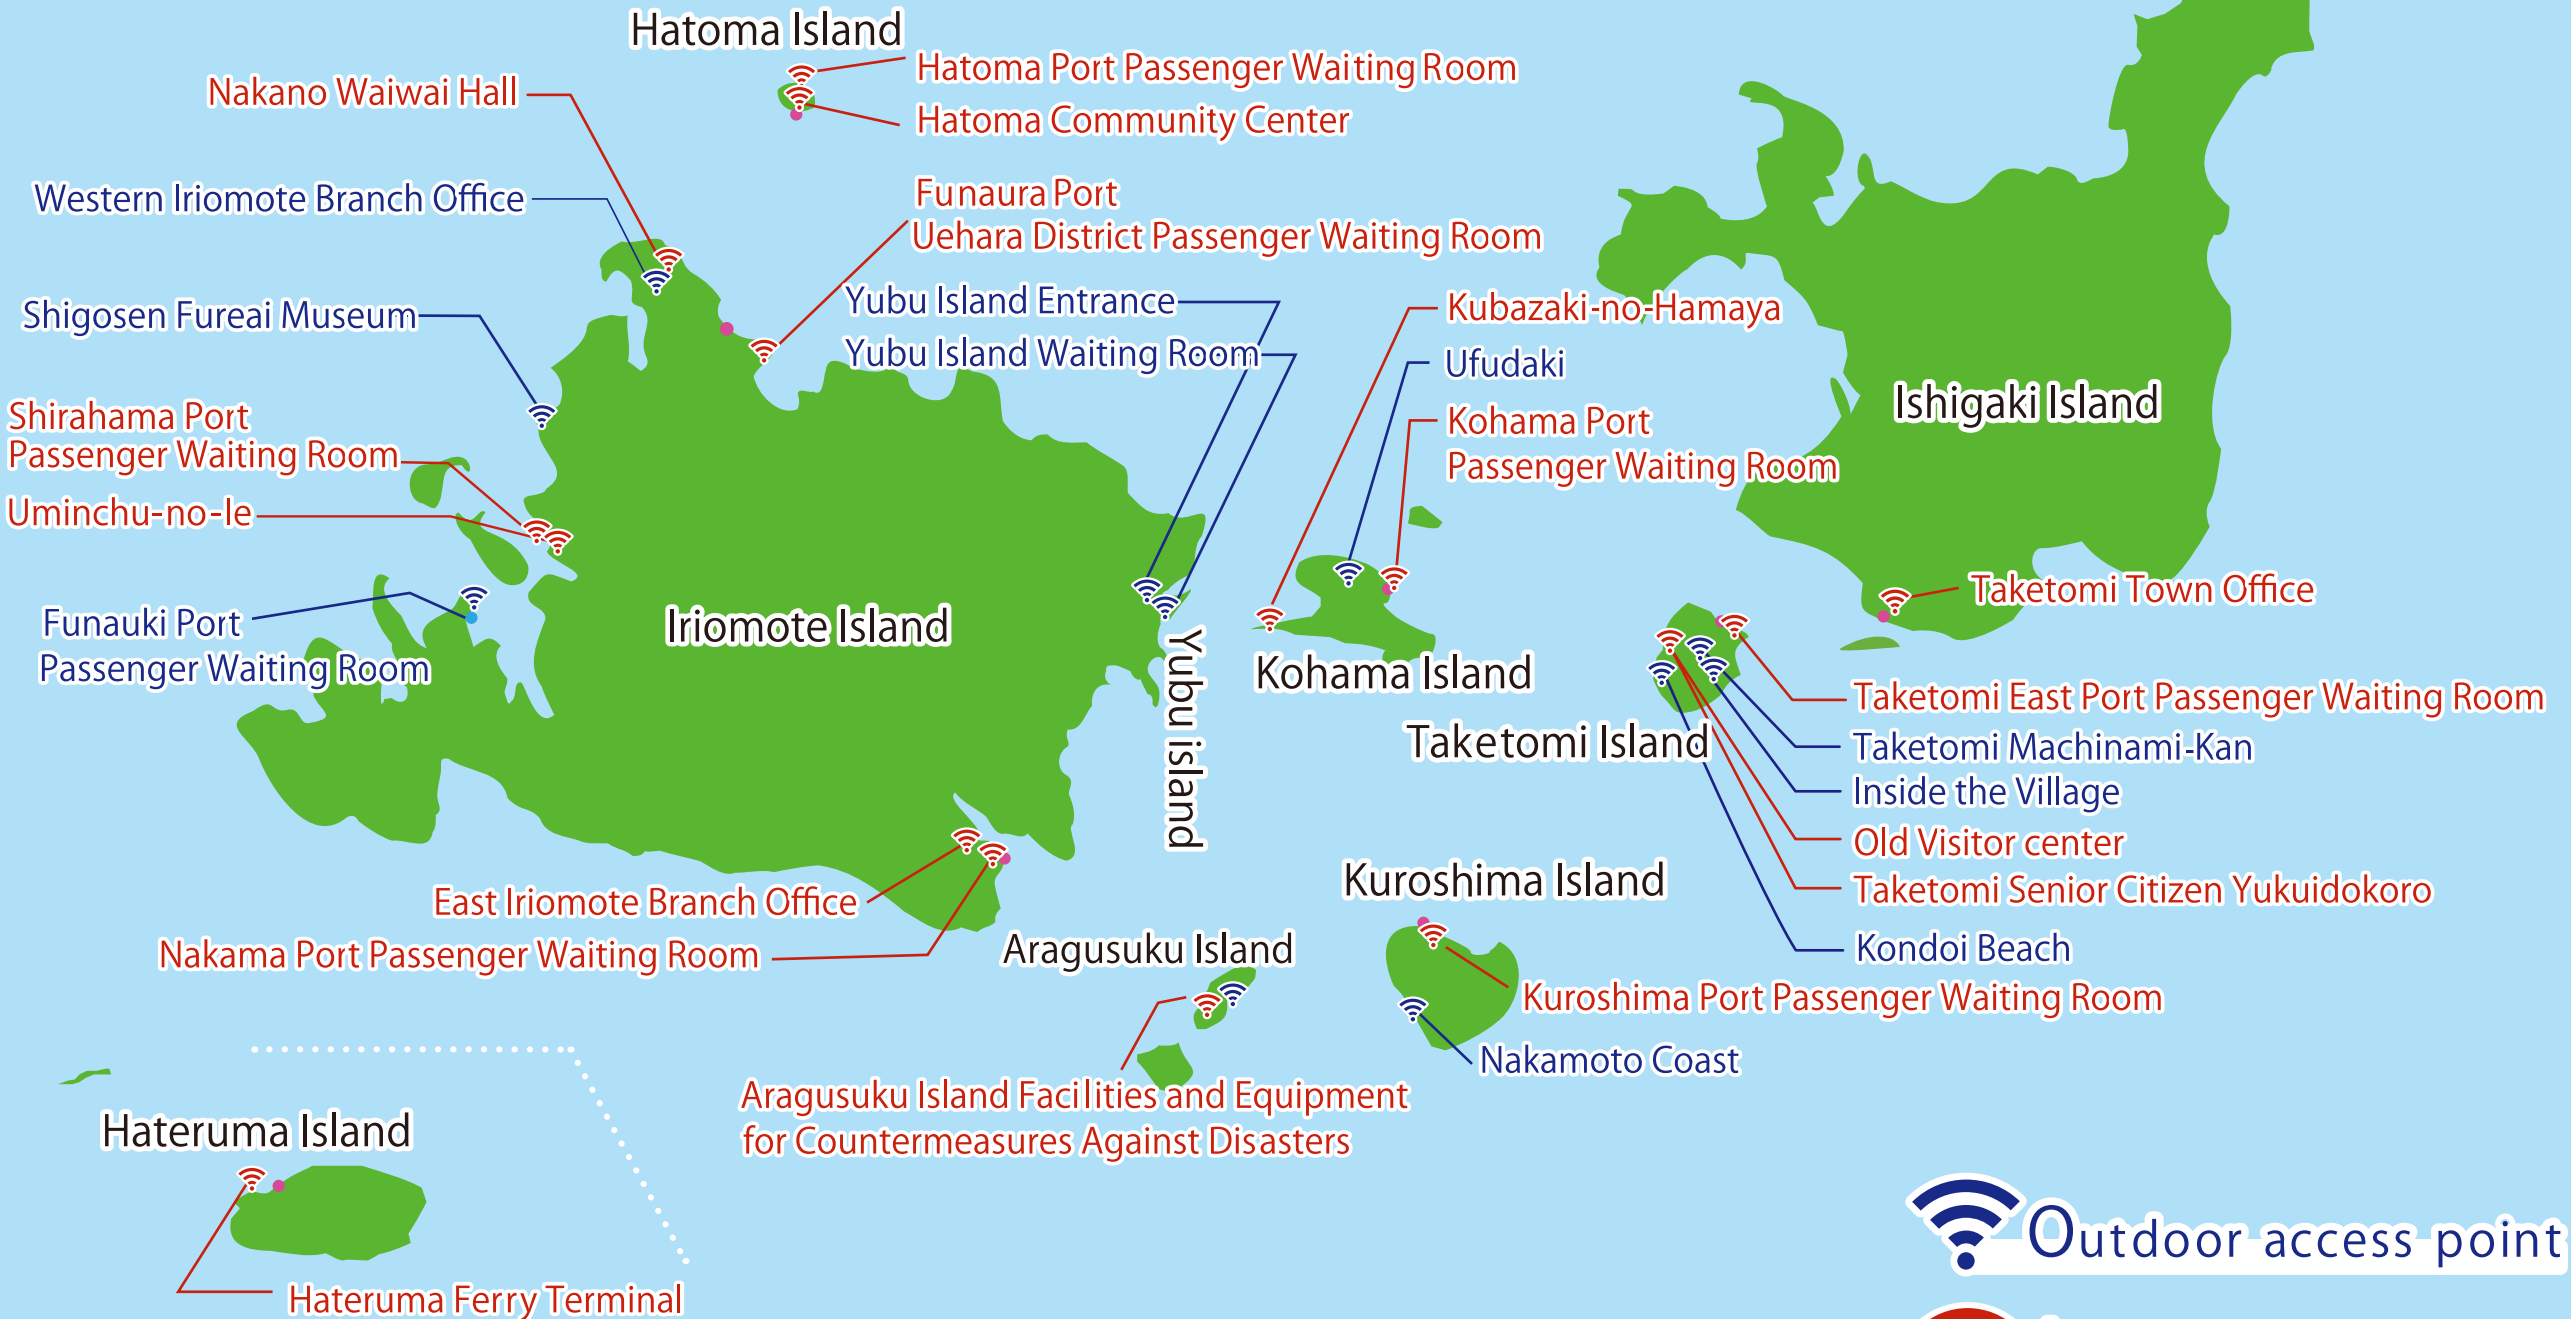 Hatoma Island
Hatoma Port Passenger Waiting Room
Hatoma Community Center
Nakano Waiwai Hall
Western Iriomote Branch Office
Funaura Port
Uehara District Passenger Waiting Room
Shigosen Fureai Museum
Yubu Island Entrance
Yubu Island Waiting Room
Kubazaki-no-Hamaya
Ufudaki
Kohama Port
Passenger Waiting Room
Ishigaki Island
Shirahama Port
Passenger Waiting Room
Uminchu-no-Ie
Funauki Port
Passenger Waiting Room
Iriomote Island
Yubu island
Kohama Island
Taketomi Town Office
Taketomi Island
Taketomi East Port Passenger Waiting Room
Taketomi Machinami-Kan
Inside the Village
Old Visitor center
Taketomi Senior Citizen Yukuidokoro
Kondoi Beach
East Iriomote Branch Office
Nakama Port Passenger Waiting Room
Aragusuku Island
Kuroshima Island
Kuroshima Port Passenger Waiting Room
Nakamoto Coast
Aragusuku Island Facilities and Equipment
for Countermeasures Against Disasters
Hateruma Island
Hateruma Ferry Terminal
Outdoor access point